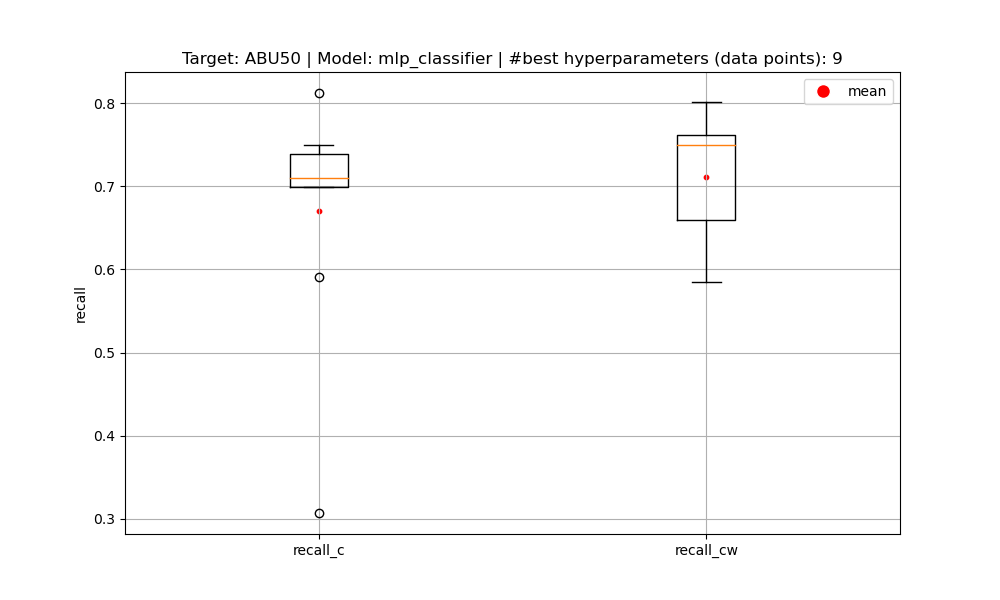 Target: ABU50 | Model: mlp_classifier | #best hyperparameters (data points): 9
mean
0.8
0.7
0.6
0.5
0.4
0.3
recall
recall_c
recall_cw